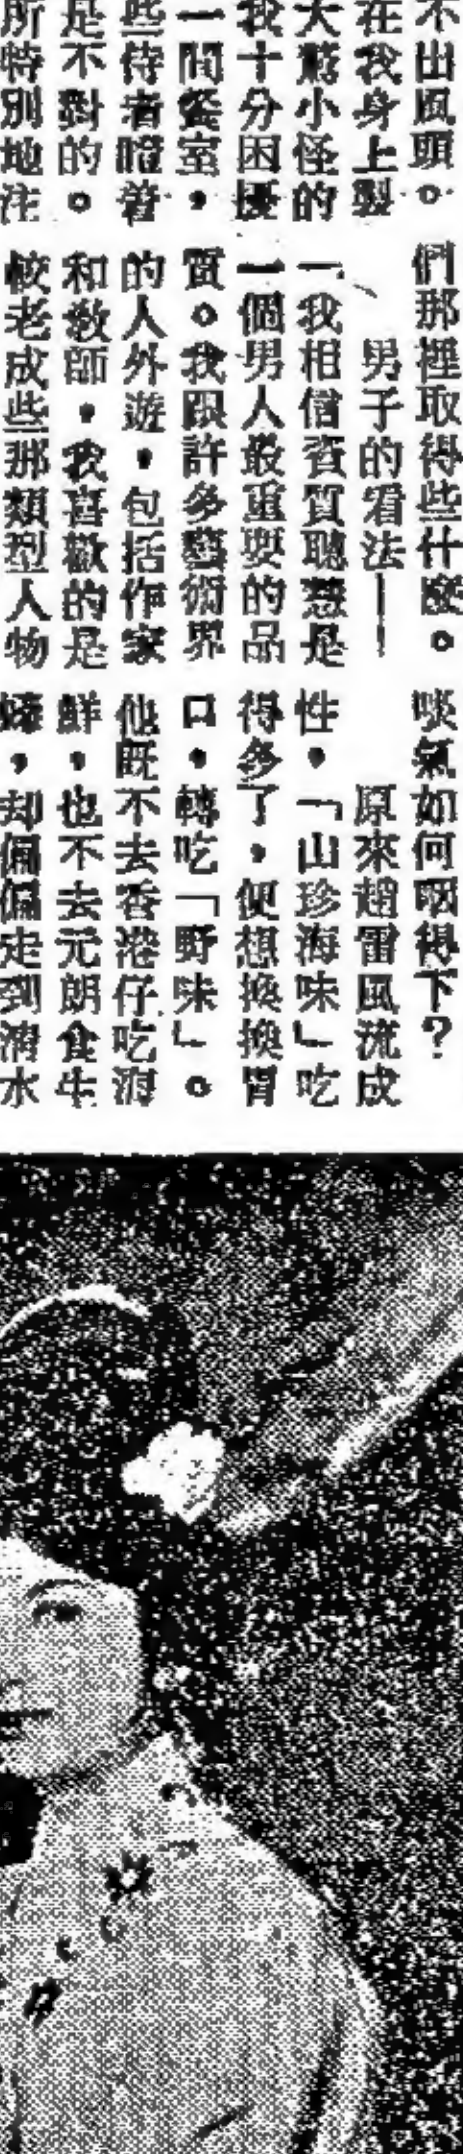 不出風頭。
在我身上製
大驚小怪的
我十分困擾
一間餐室，
些侍者瞪着
是不對的。
所特別地注
們那裡取得些什麽。
男子的看法——
一、我相信資質聰慧是
一個男人最重要的品
質。我跟許多藝術界
的人外遊，包括作家
和教師，我喜歡的是
較老成些那類型人物
啖氣如何咽得下？
原來趙雷風流成
性，「山珍海味」吃
得多了，便想換換胃
口，轉吃「野味」。
他既不去香港仔吃海
鮮，也不去元朗食生
蠔，却偏偏走到清水